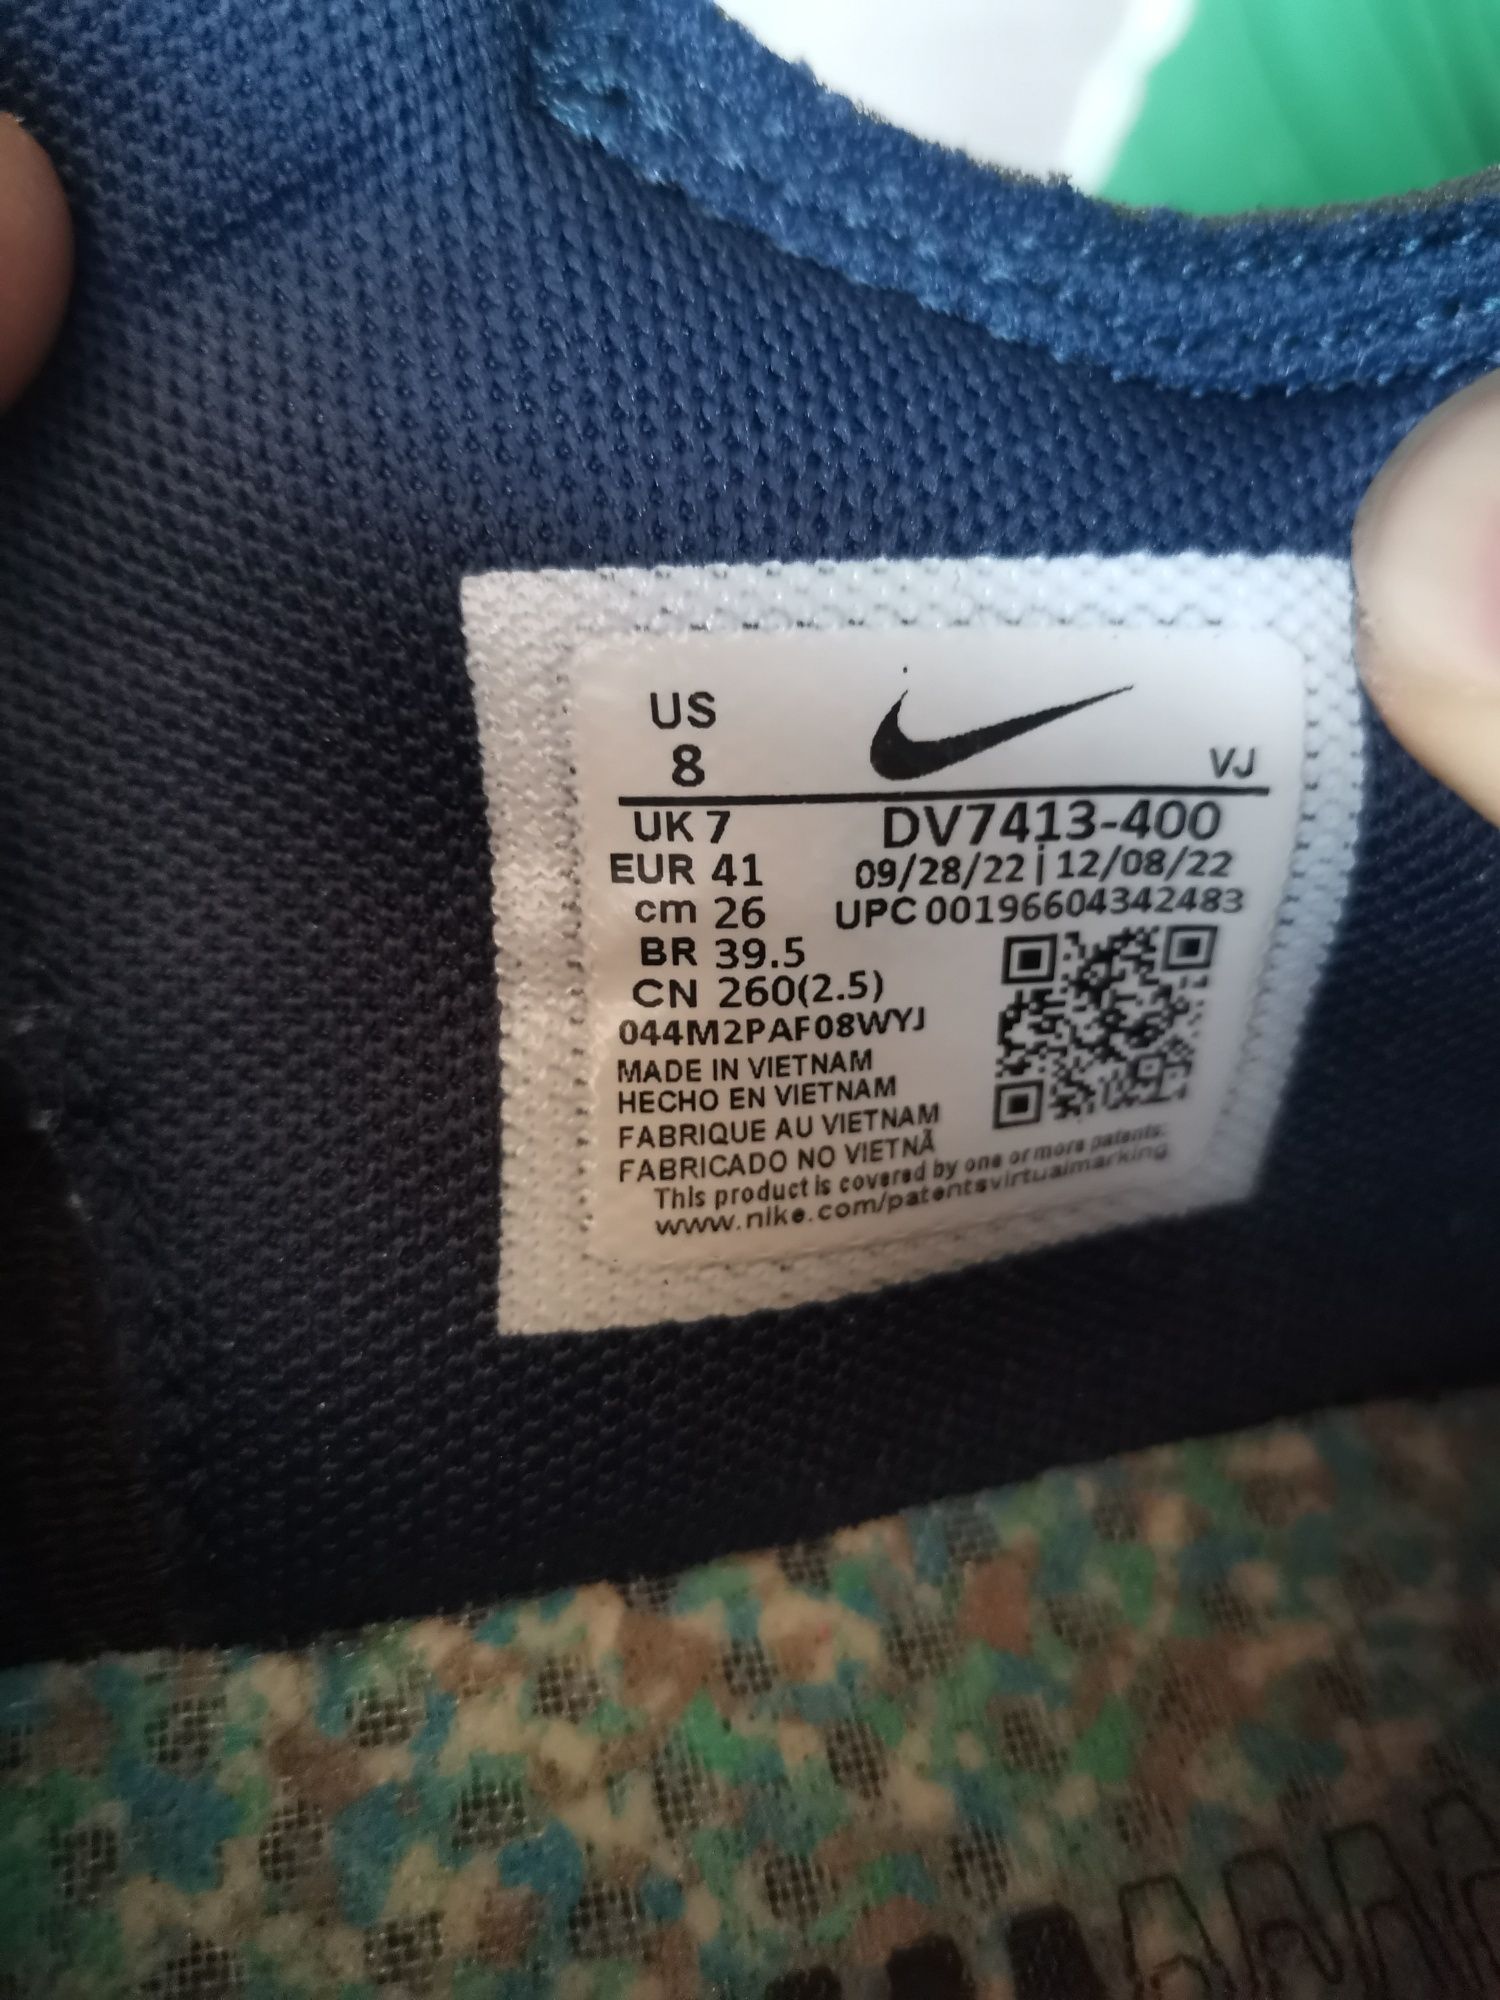 US
8
VJ
UK 7 DV7413-400
EUR 41 09/28/22 | 12/08/22
cm 26 UPC 00196604342483
BR 39.5
CN 260(2.5)
044M2PAF08WYJ
MADE IN VIETNAM
HECHO EN VIETNAM
FABRIQUE AU VIETNAM
FABRICADO NO VIETNÃ
This product is covered by one or more patents:
www.nike.com/patentsvirtualmarking